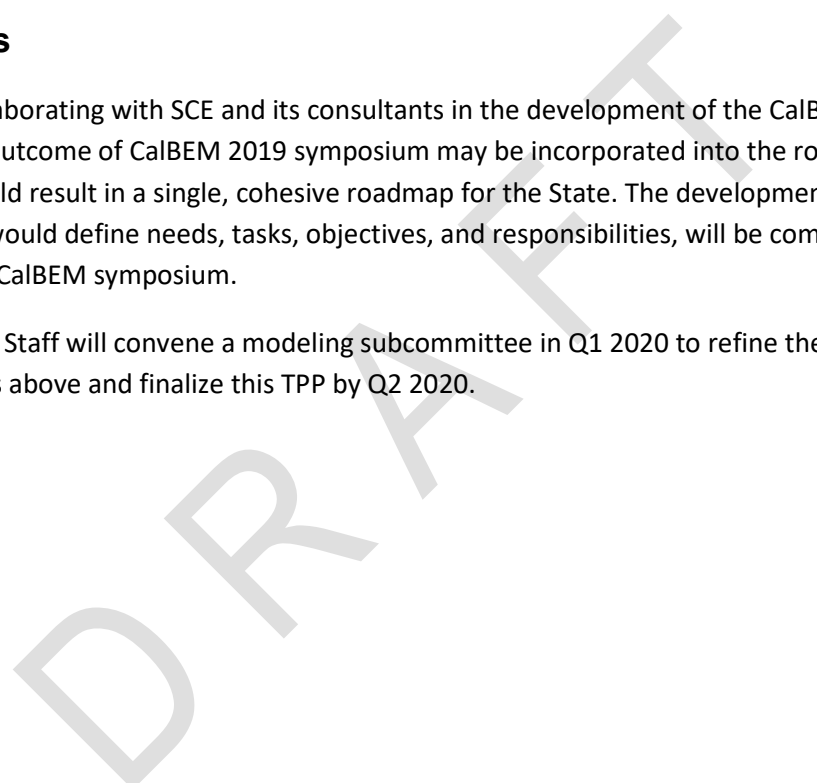 s
aborating with SCE and its consultants in the development of the CalB
utcome of CalBEM 2019 symposium may be incorporated into the ro
ld result in a single, cohesive roadmap for the State. The developmen
would define needs, tasks, objectives, and responsibilities, will be com
CalBEM symposium.
Staff will convene a modeling subcommittee in Q1 2020 to refine the
s above and finalize this TPP by Q2 2020.
DRAFT